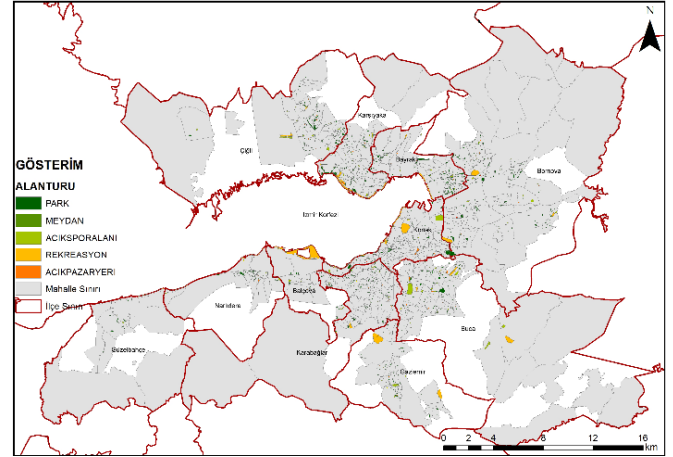 N
Karşıyaka
Çiğli
Bayraklı
Bornova
GÖSTERİM
ALANTURU
PARK
MEYDAN
ACIKSPORALANI
REKREASYON
ACIKPAZARYERI
Mahalle Sınırı
İlçe Sınırı
İzmir Körfezi
Konak
Balçova
Narlıdere
Buca
Güzelbahçe
Karabağlar
Gaziemir
0 2 4 8 12 16
km